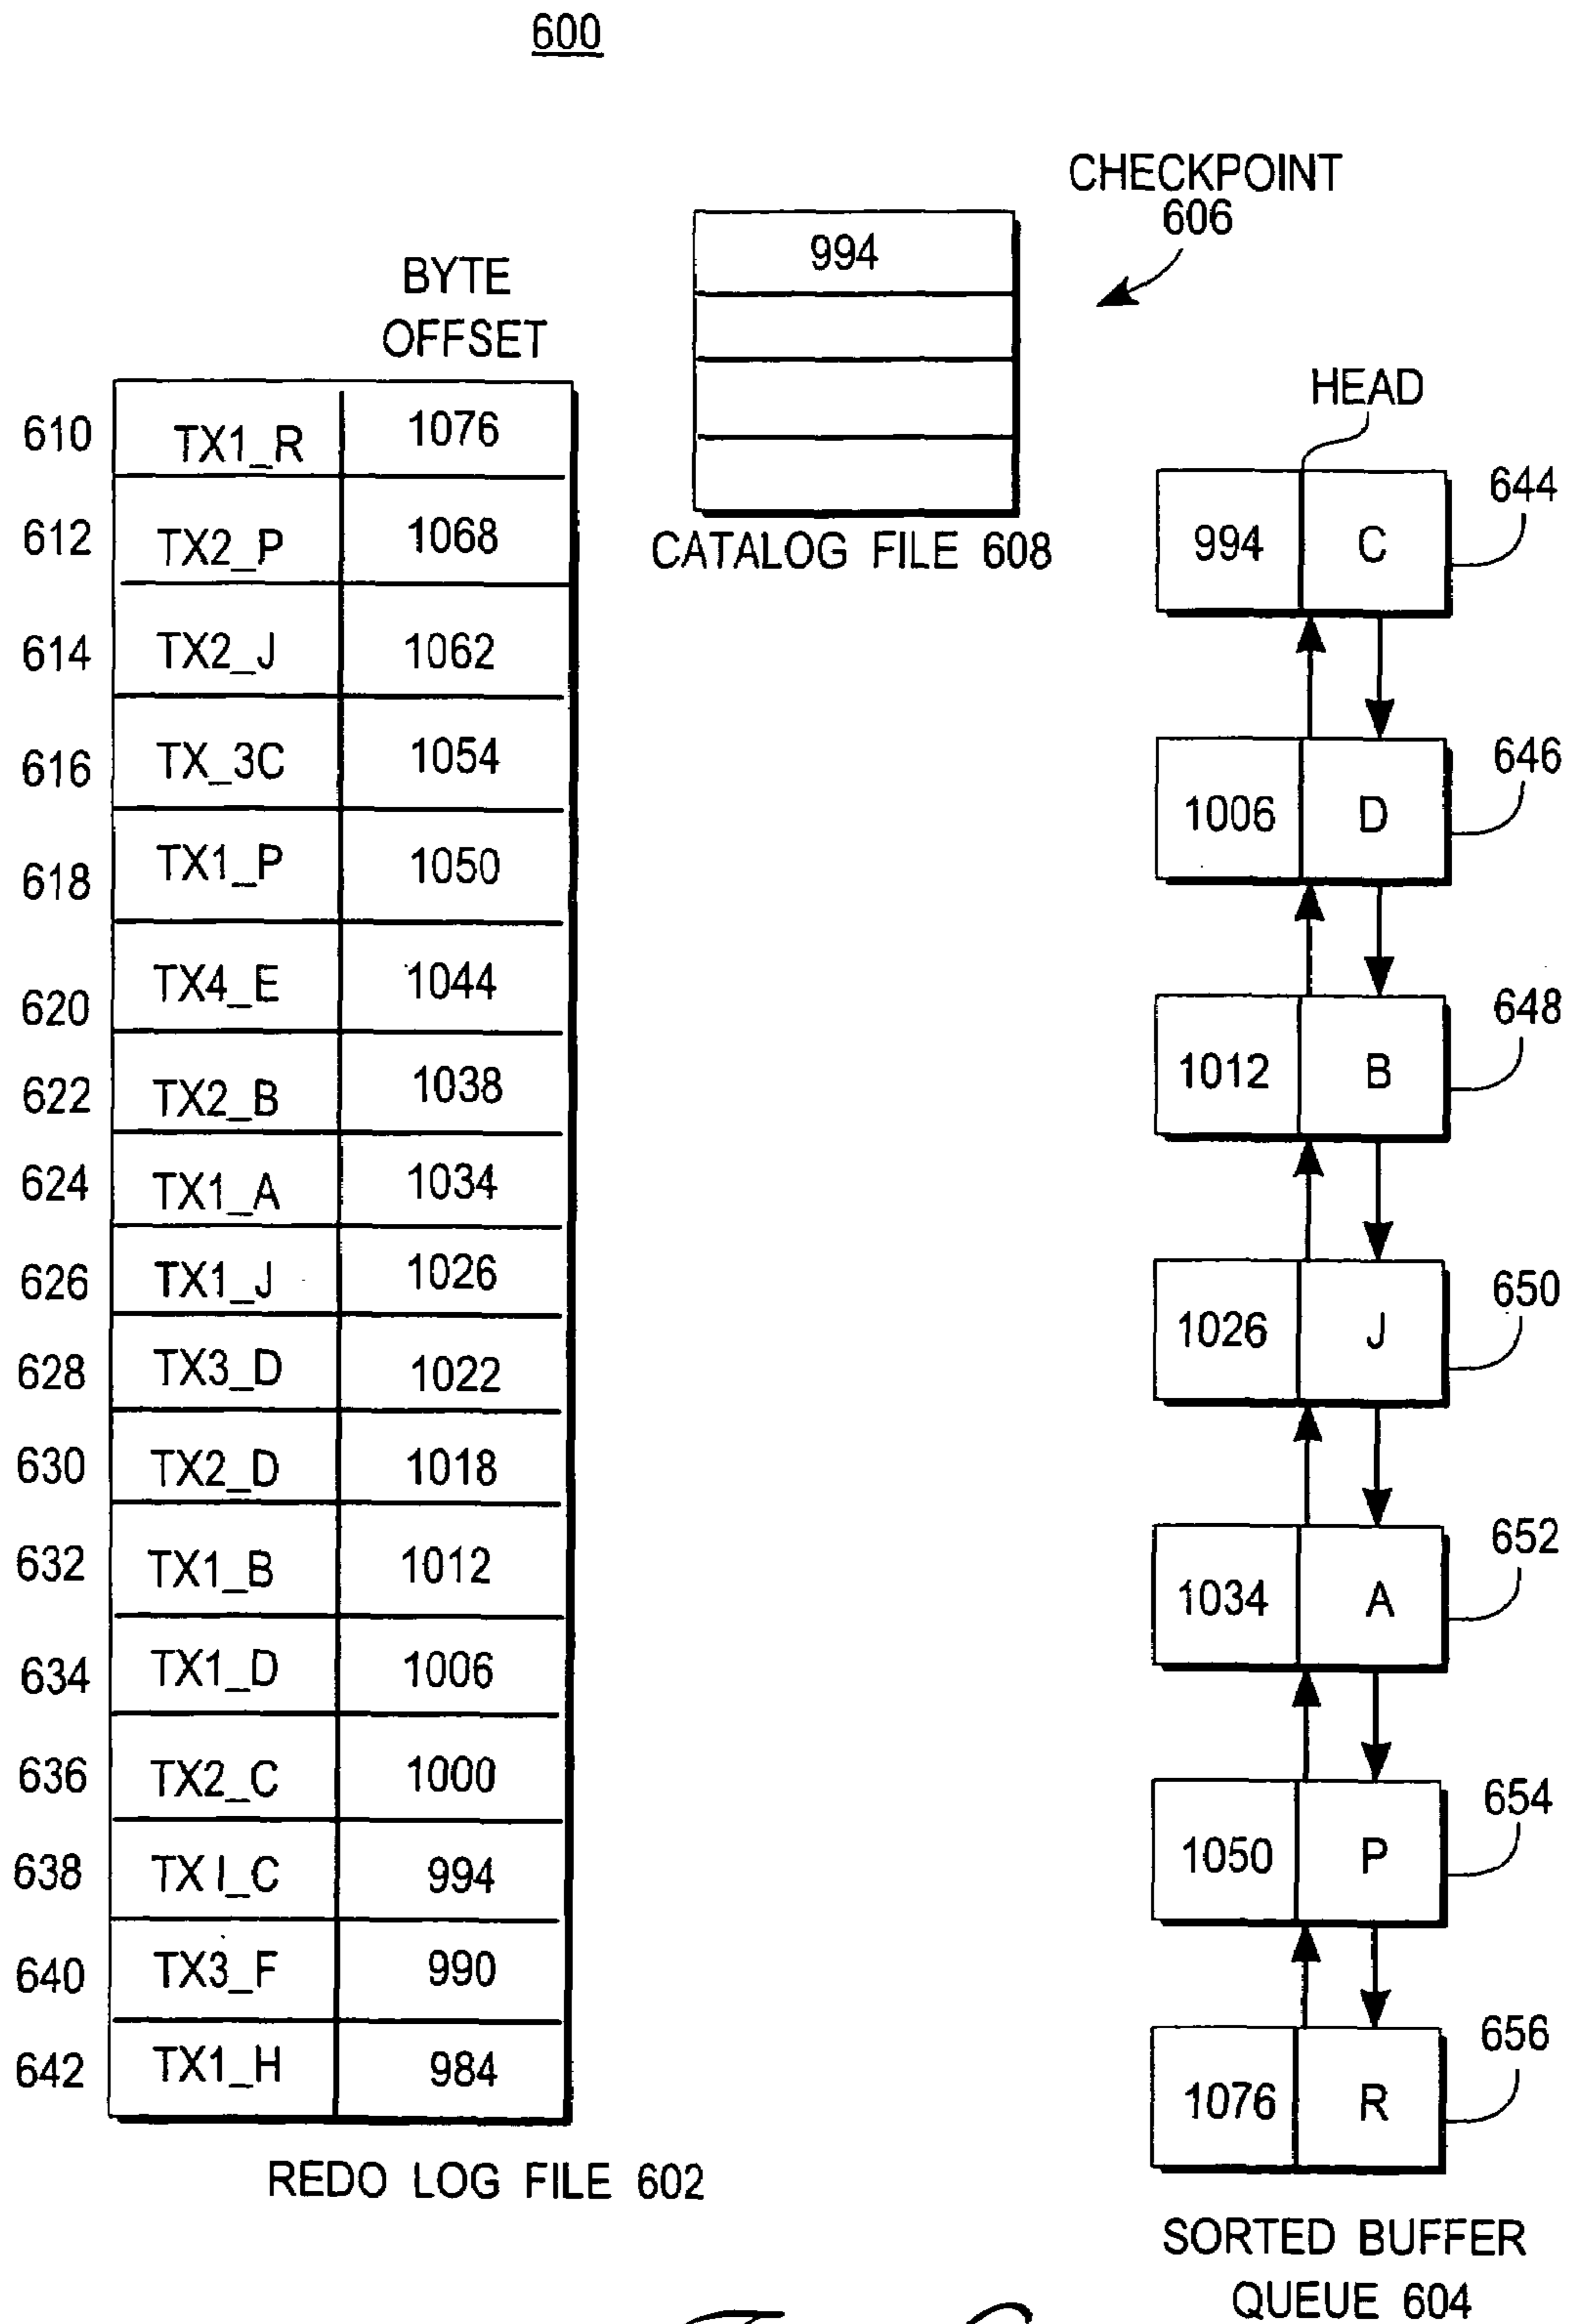 600
CHECKPOINT
606
994
CATALOG FILE 608
BYTE
OFFSET
610 TX1_R 1076
612 TX2_P 1068
614 TX2_J 1062
616 TX_3C 1054
618 TX1_P 1050
620 TX4_E 1044
622 TX2_B 1038
624 TX1_A 1034
626 TX1_J 1026
628 TX3_D 1022
630 TX2_D 1018
632 TX1_B 1012
634 TX1_D 1006
636 TX2_C 1000
638 TX1_C 994
640 TX3_F 990
642 TX1_H 984
REDO LOG FILE 602
HEAD
994 C 644
1006 D 646
1012 B 648
1026 J 650
1034 A 652
1050 P 654
1076 R 656
SORTED BUFFER
QUEUE 604